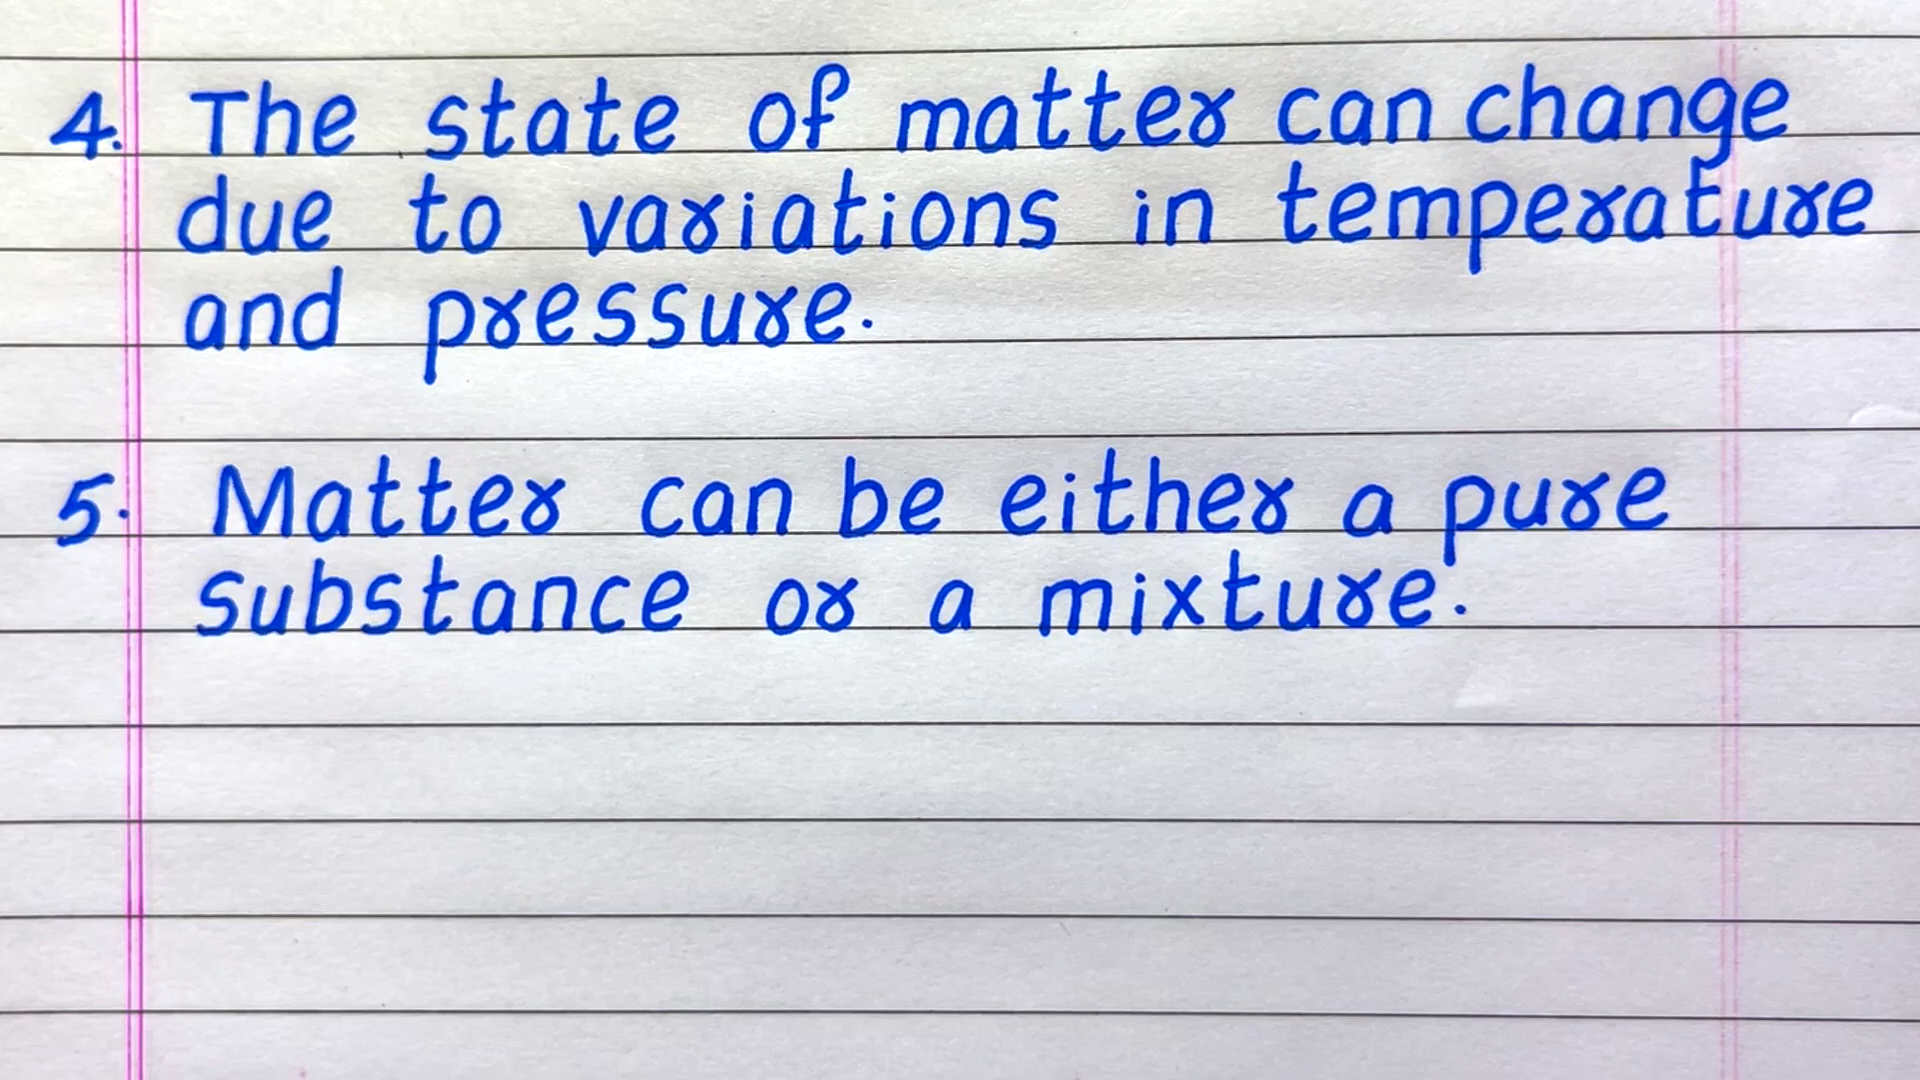 4. The state of matter can change
due to variations in temperature
and pressure.
5. Matter can be either a pure
substance or a mixture.